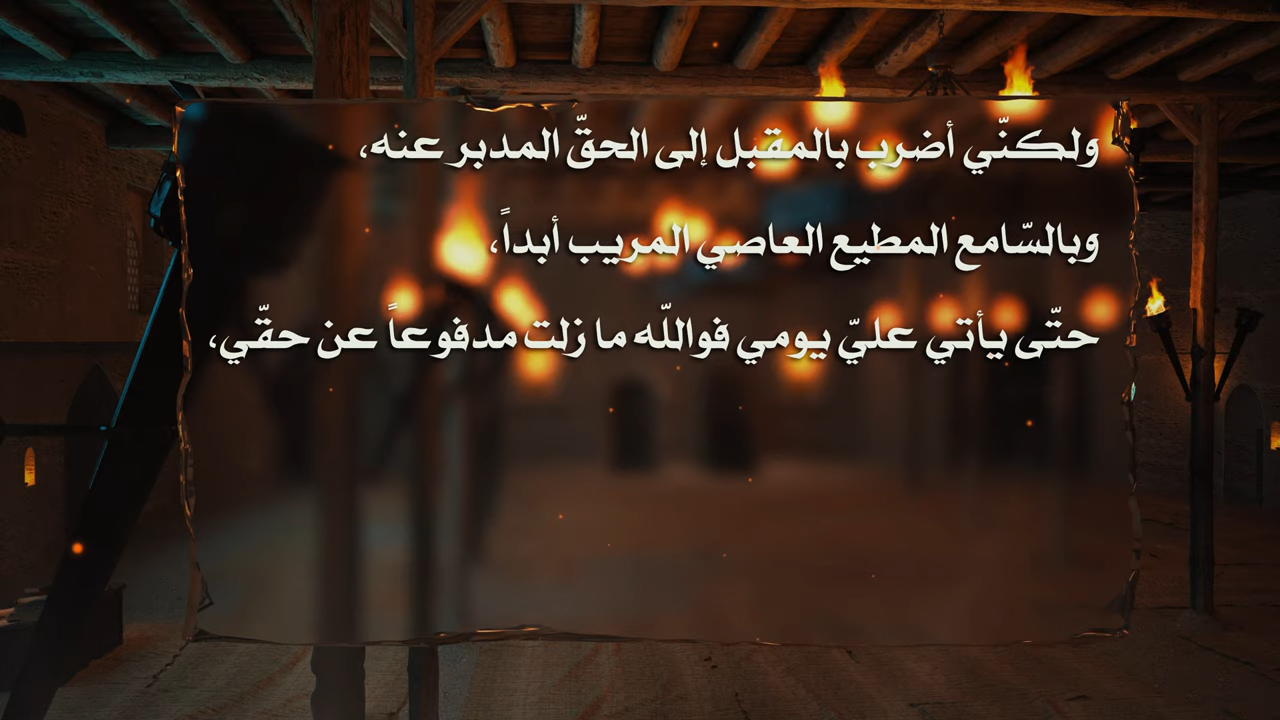 ولكنّي أضرب بالمقبل إلى الحقّ المدبر عنه،
وبالسّامع المطيع العاصي المريب أبداً،
حتّى يأتي عليّ يومي فواللّه ما زلت مدفوعاً عن حقّي،